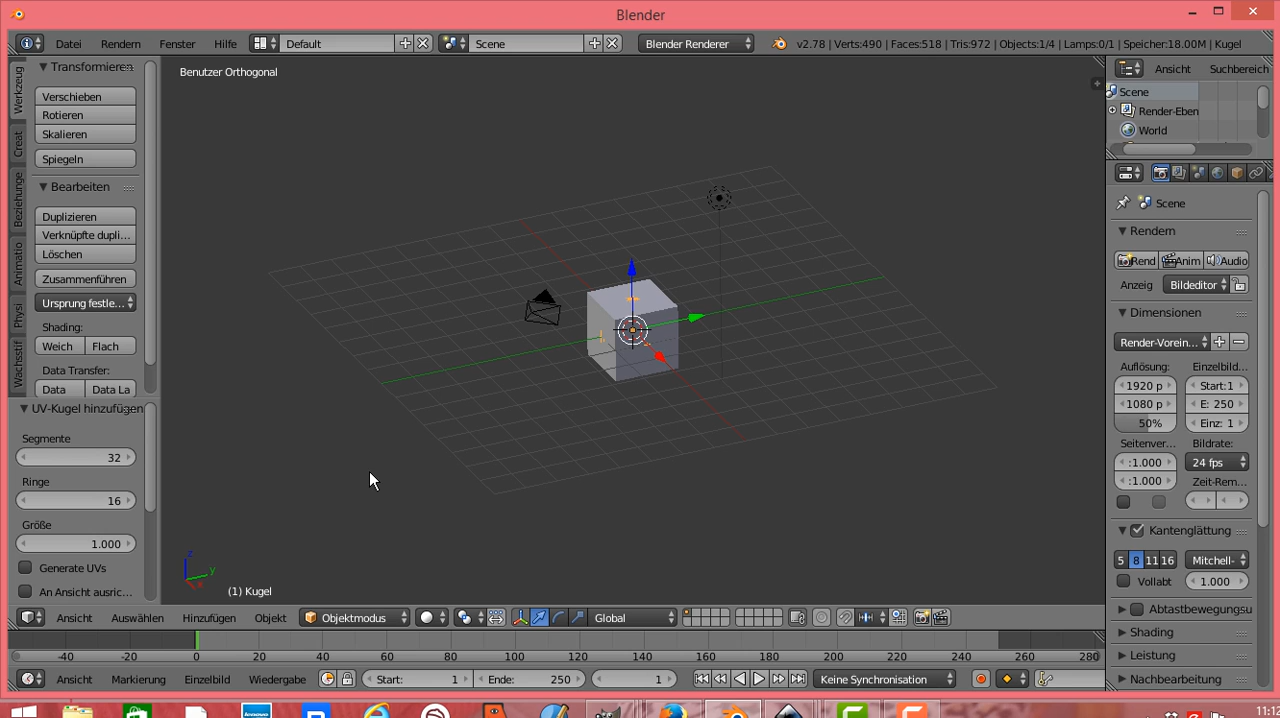 Blender
Datei Rendern Fenster Hilfe Default Scene Blender Renderer v2.78 | Verts:490 | Faces:518 | Tris:972 | Objects:1/4 | Lamps:0/1 | Speicher:18.00M | Kugel
Werkzeug
Creat
Beziehunge
Animatio
Physi
Wachsstif
Transformieren
Verschieben
Rotieren
Skalieren
Spiegeln
Bearbeiten
Duplizieren
Verknüpfte dupli...
Löschen
Zusammenführen
Ursprung festle...
Shading:
Weich Flach
Data Transfer:
Data Data La
UV-Kugel hinzufügen
Segmente
32
Ringe
16
Größe
1.000
Generate UVs
An Ansicht ausric...
Benutzer Orthogonal
z
y
x
(1) Kugel
Ansicht Auswählen Hinzufügen Objekt Objektmodus Global
-40 -20 0 20 40 60 80 100 120 140 160 180 200 220 240 260 280
Ansicht Markierung Einzelbild Wiedergabe Start: 1 Ende: 250 1 Keine Synchronisation
Ansicht Suchbereich
Scene
Render-Eben
World
Scene
Rendern
Rend Anim Audio
Anzeig Bildeditor
Dimensionen
Render-Vorein...
Auflösung: Einzelbild...
1920 p Start:1
1080 p E: 250
50% Einz: 1
Seitenver... Bildrate:
:1.000 24 fps
:1.000 Zeit-Rem...
Kantenglättung
5 8 11 16 Mitchell-
Vollabt 1.000
Abtastbewegungsu
Shading
Leistung
Nachbearbeitung
lenovo
11:12